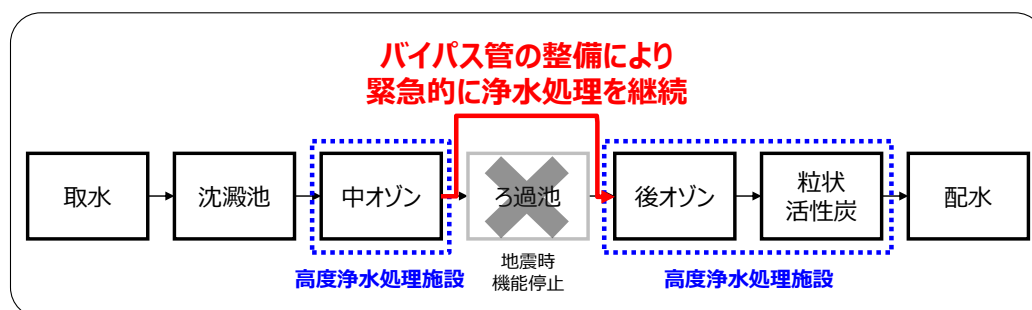 バイパス管の整備により
緊急的に浄水処理を継続
取水
沈澱池
中オゾン
ろ過池
後オゾン
粒状
活性炭
配水
地震時
機能停止
高度浄水処理施設
高度浄水処理施設